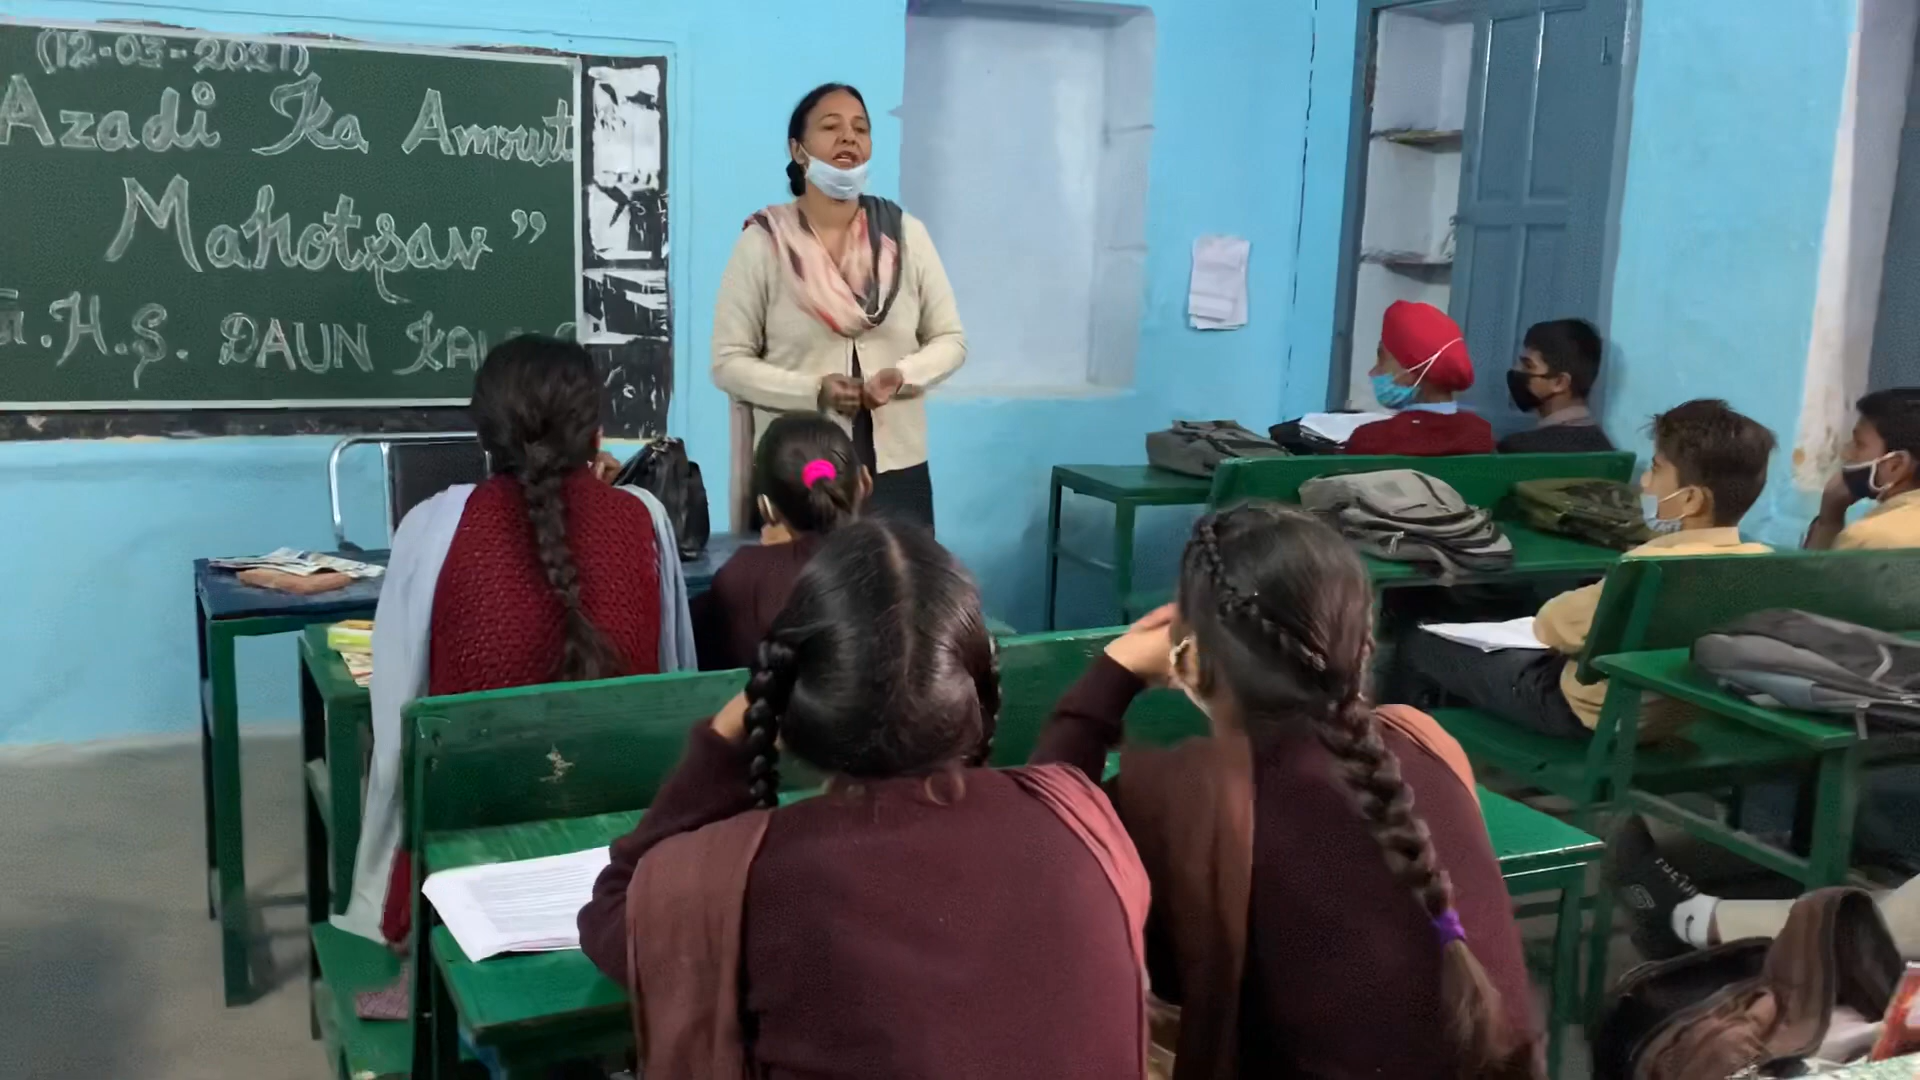 (12-03-2021)
Azadi Ka Amrut
Mahotsav”
.H.S. DAUN